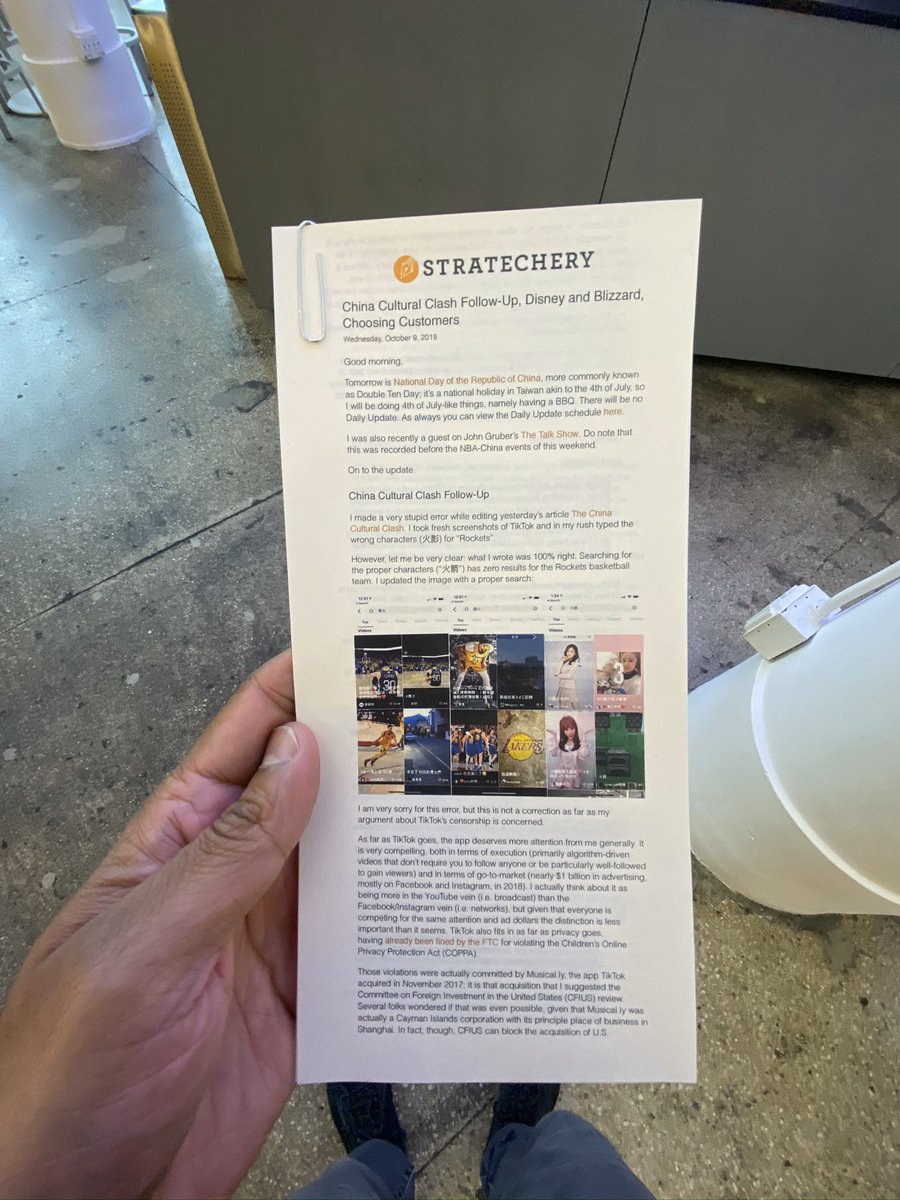 STRATECHERY
China Cultural Clash Follow-Up, Disney and Blizzard,
Choosing Customers
Wednesday, October 9, 2019
Good morning,
Tomorrow is National Day of the Republic of China, more commonly known
as Double Ten Day; it's a national holiday in Taiwan akin to the 4th of July, so
I will be doing 4th of July-like things, namely having a BBQ. There will be no
Daily Update. As always you can view the Daily Update schedule here.
I was also recently a guest on John Gruber's The Talk Show. Do note that
this was recorded before the NBA-China events of this weekend.
On to the update.
China Cultural Clash Follow-Up
I made a very stupid error while editing yesterday's article The China
Cultural Clash. I took fresh screenshots of TikTok and in my rush typed the
wrong characters (火影) for "Rockets".
However, let me be very clear: what I wrote was 100% right. Searching for
the proper characters ("火箭") has zero results for the Rockets basketball
team. I updated the image with a proper search:
Top
Videos
Top
Videos
Top
Videos
30
LAKERS
I am very sorry for this error, but this is not a correction as far as my
argument about TikTok's censorship is concerned.
As far as TikTok goes, the app deserves more attention from me generally. It
is very compelling, both in terms of execution (primarily algorithm-driven
videos that don't require you to follow anyone or be particularly well-followed
to gain viewers) and in terms of go-to-market (nearly $1 billion in advertising,
mostly on Facebook and Instagram, in 2018). I actually think about it as
being more in the YouTube vein (i.e. broadcast) than the
Facebook/Instagram vein (i.e. networks), but given that everyone is
competing for the same attention and ad dollars the distinction is less
important than it seems. TikTok also fits in as far as privacy goes,
having already been fined by the FTC for violating the Children's Online
Privacy Protection Act (COPPA).
Those violations were actually committed by Musical.ly, the app TikTok
acquired in November 2017; it is that acquisition that I suggested the
Committee on Foreign Investment in the United States (CFIUS) review.
Several folks wondered if that was even possible, given that Musical.ly was
actually a Cayman Islands corporation with its principle place of business in
Shanghai. In fact, though, CFIUS can block the acquisition of U.S.